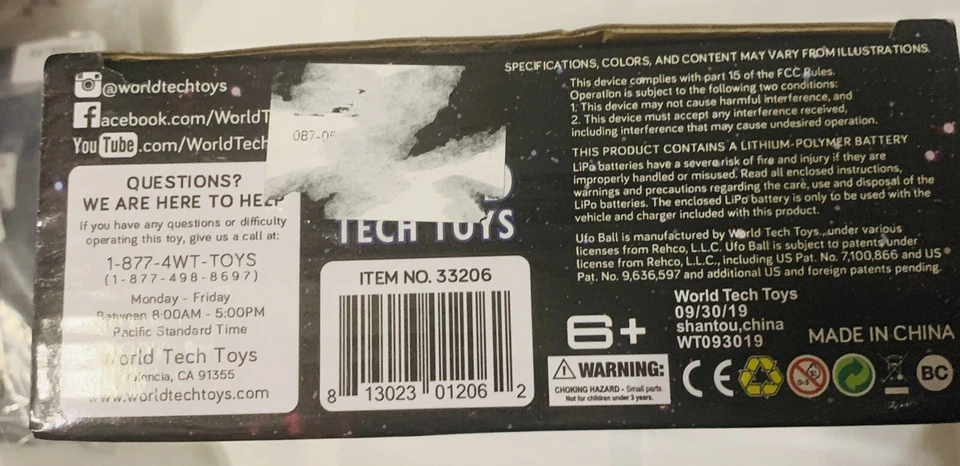 @worldtechtoys
facebook.com/WorldT
YouTube.com/WorldTech
087-0
QUESTIONS?
WE ARE HERE TO HELP
If you have any questions or difficulty
operating this toy, give us a call at:
1-877-4WT-TOYS
(1-877-498-8697)
Monday - Friday
Between 8:00AM - 5:00PM
Pacific Standard Time
World Tech Toys
Valencia, CA 91355
www.worldtechtoys.com
TECH TOYS
ITEM NO. 33206
8 13023 01206 2
SPECIFICATIONS, COLORS, AND CONTENT MAY VARY FROM ILLUSTRATIONS.
This device complies with part 15 of the FCC Rules.
Operation is subject to the following two conditions:
1. This device may not cause harmful interference, and
2. This device must accept any interference received,
including interference that may cause undesired operation.
THIS PRODUCT CONTAINS A LITHIUM-POLYMER BATTERY
LiPo batteries have a severe risk of fire and injury if they are
improperly handled or misused. Read all enclosed instructions,
warnings and precautions regarding the care, use and disposal of the
LiPo batteries. The enclosed LiPo battery is only to be used with the
vehicle and charger included with this product.
Ufo Ball is manufactured by World Tech Toys., under various
licenses from Rehco, L.L.C. Ufo Ball is subject to patents under
license from Rehco, L.L.C., including US Pat. No. 7,100,866 and US
Pat. No. 9,636,597 and additional US and foreign patents pending.
World Tech Toys
09/30/19
shantou,china
WT093019
6+
MADE IN CHINA
WARNING:
CHOKING HAZARD - Small parts
Not for children under 3 years.
CE
0-3
BC